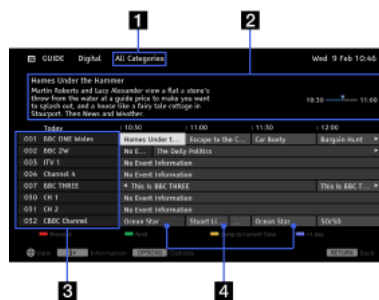 1
2
GUIDE Digital All Categories Wed 9 Feb 10:46
Homes Under the Hammer
Martin Roberts and Lucy Alexander view a flat a stone's
throw from the water at a guide price to make you want
to splash out, and a house like a fairy tale cottage in
Stourport. Then News and Weather.
10:30 11:00
Today 10:30 11:00 11:30 12:00
001 BBC ONE Wales Homes Under t... Escape to the C... Car Booty Bargain Hunt
002 BBC 2W No E... The Daily Politics
003 ITV 1 No Event Information
004 Channel 4 No Event Information
007 BBC THREE This Is BBC THREE This Is BBC T...
030 CH 1 No Event Information
031 CH 2 No Event Information
032 CBBC Channel Ocean Star... Stuart Li... ... Ocean Star... 50/50
Previous Next Jump to Current Time +1 day
View Information OPTIONS Options RETURN Back
3
4